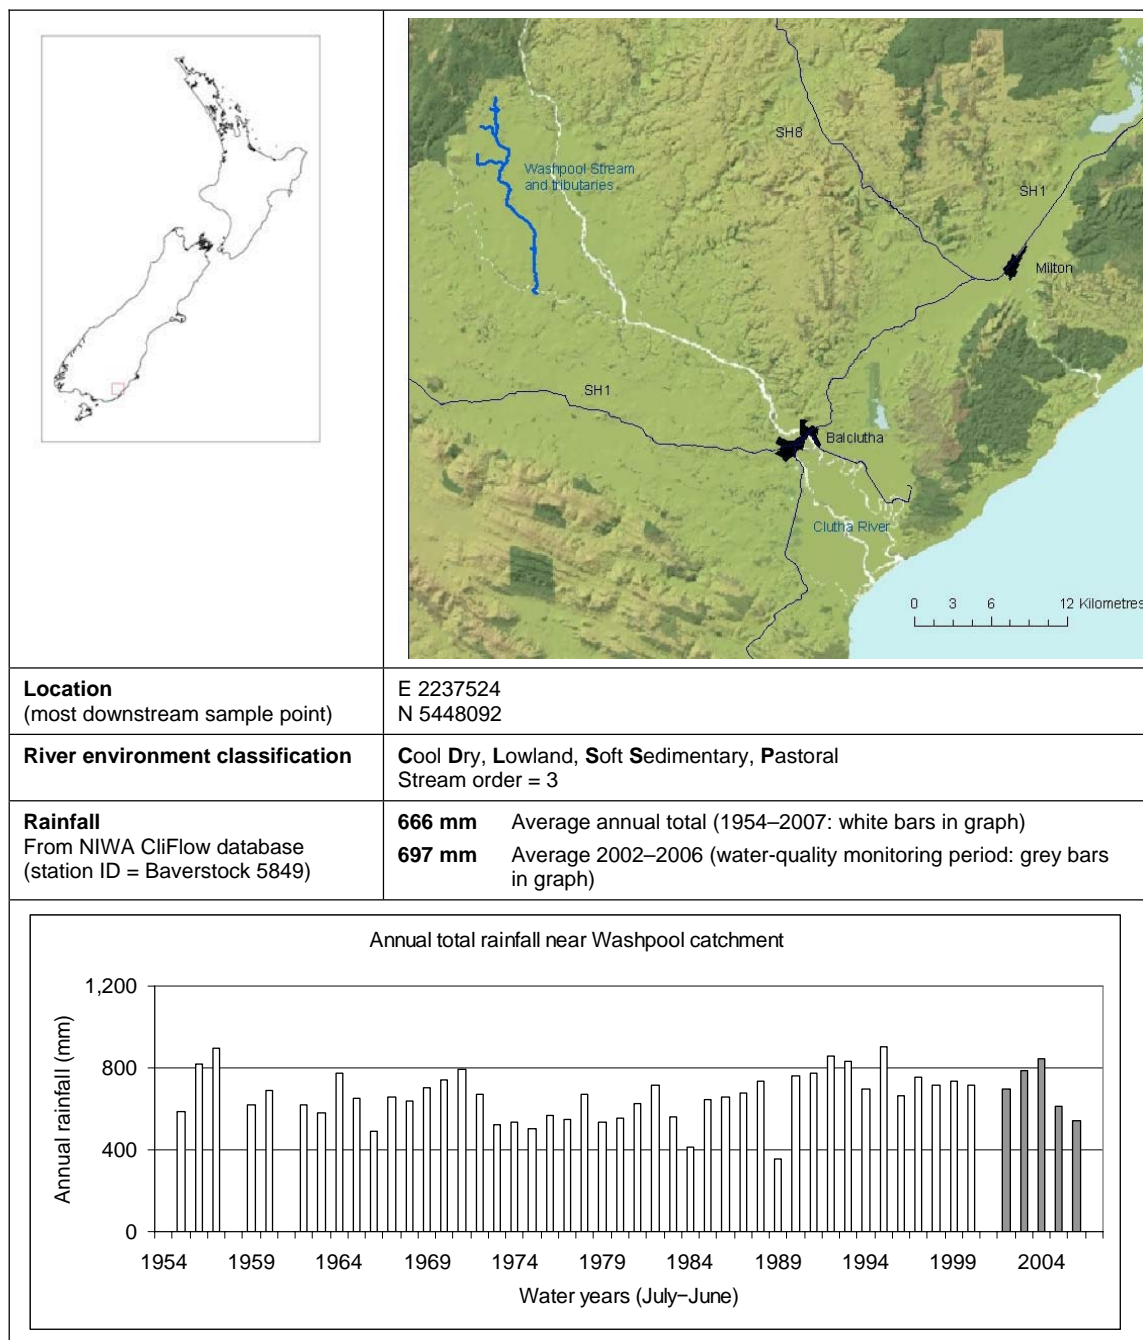 SH8
Washpool Stream
and tributaries
SH1
Milton
SH1
Balclutha
Clutha River
0 3 6 12 Kilometres
Location
(most downstream sample point)
E 2237524
N 5448092
River environment classification
Cool Dry, Lowland, Soft Sedimentary, Pastoral
Stream order = 3
Rainfall
From NIWA CliFlow database
(station ID = Baverstock 5849)
666 mm Average annual total (1954–2007: white bars in graph)
697 mm Average 2002–2006 (water-quality monitoring period: grey bars
in graph)
Annual total rainfall near Washpool catchment
Annual rainfall (mm)
1,200
800
400
0
1954 1959 1964 1969 1974 1979 1984 1989 1994 1999 2004
Water years (July–June)